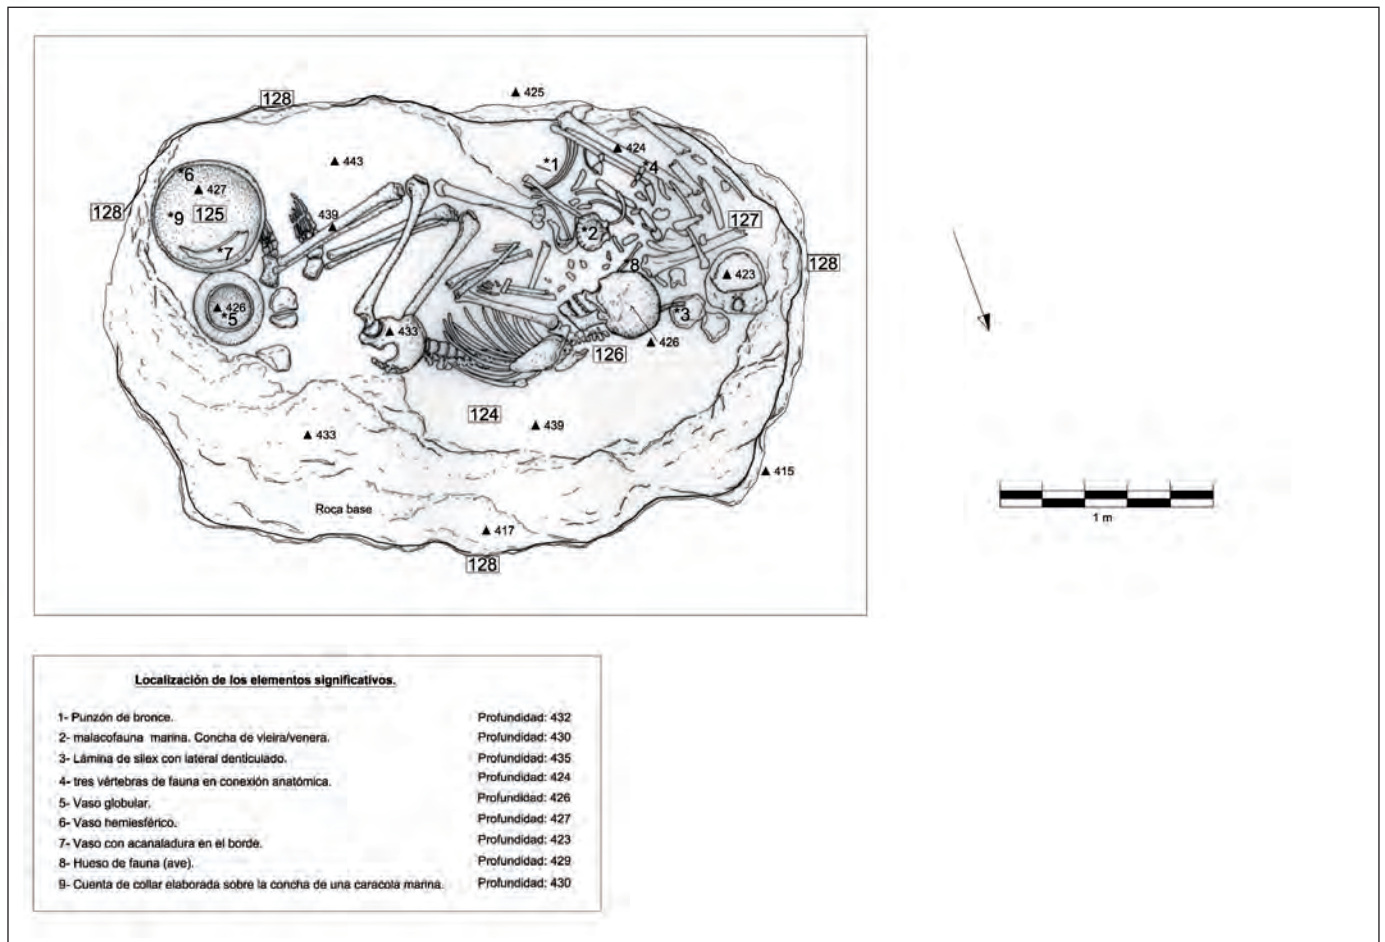 ▲ 425
128
▲ 424
*1
*4
▲ 443
*6
▲ 427
128
*9
125
▲ 439
127
*2
*7
128
*8
▲ 423
▲ 426
*5
*3
▲ 433
126
▲ 426
124
▲ 439
▲ 433
▲ 415
Roca base
▲ 417
128
1 m
Localización de los elementos significativos.
1- Punzón de bronce. Profundidad: 432
2- malacofauna marina. Concha de vieira/venera. Profundidad: 430
3- Lámina de silex con lateral denticulado. Profundidad: 435
4- tres vértebras de fauna en conexión anatómica. Profundidad: 424
5- Vaso globular. Profundidad: 426
6- Vaso hemiesférico. Profundidad: 427
7- Vaso con acanaladura en el borde. Profundidad: 423
8- Hueso de fauna (ave). Profundidad: 429
9- Cuenta de collar elaborada sobre la concha de una caracola marina. Profundidad: 430